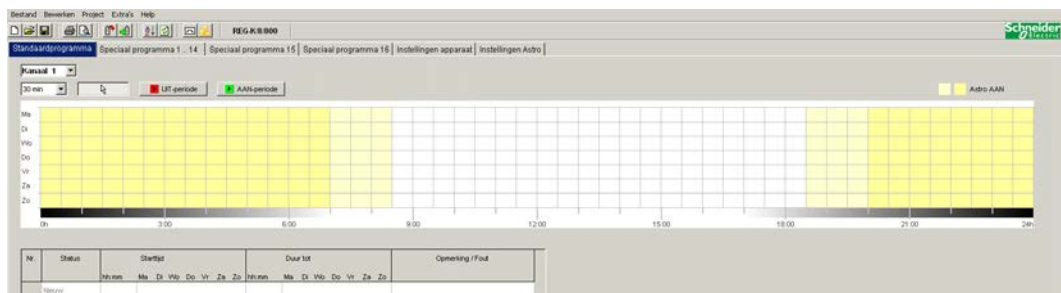 Bestand Bewerken Project Extra's Help
REG-K/8/800
Schneider Electric
Standaardprogramma Speciaal programma 1 .. 14 Speciaal programma 15 Speciaal programma 16 Instellingen apparaat Instellingen Astro
Kanaal 1
30 min UIT-periode AAN-periode Astro AAN
Ma
Di
Wo
Do
Vr
Za
Zo
0h 3:00 6:00 9:00 12:00 15:00 18:00 21:00 24h
Nr. Status Starttijd Duur tot Opmerking / Fout
hh:mm Ma Di Wo Do Vr Za Zo hh:mm Ma Di Wo Do Vr Za Zo
Nieuw